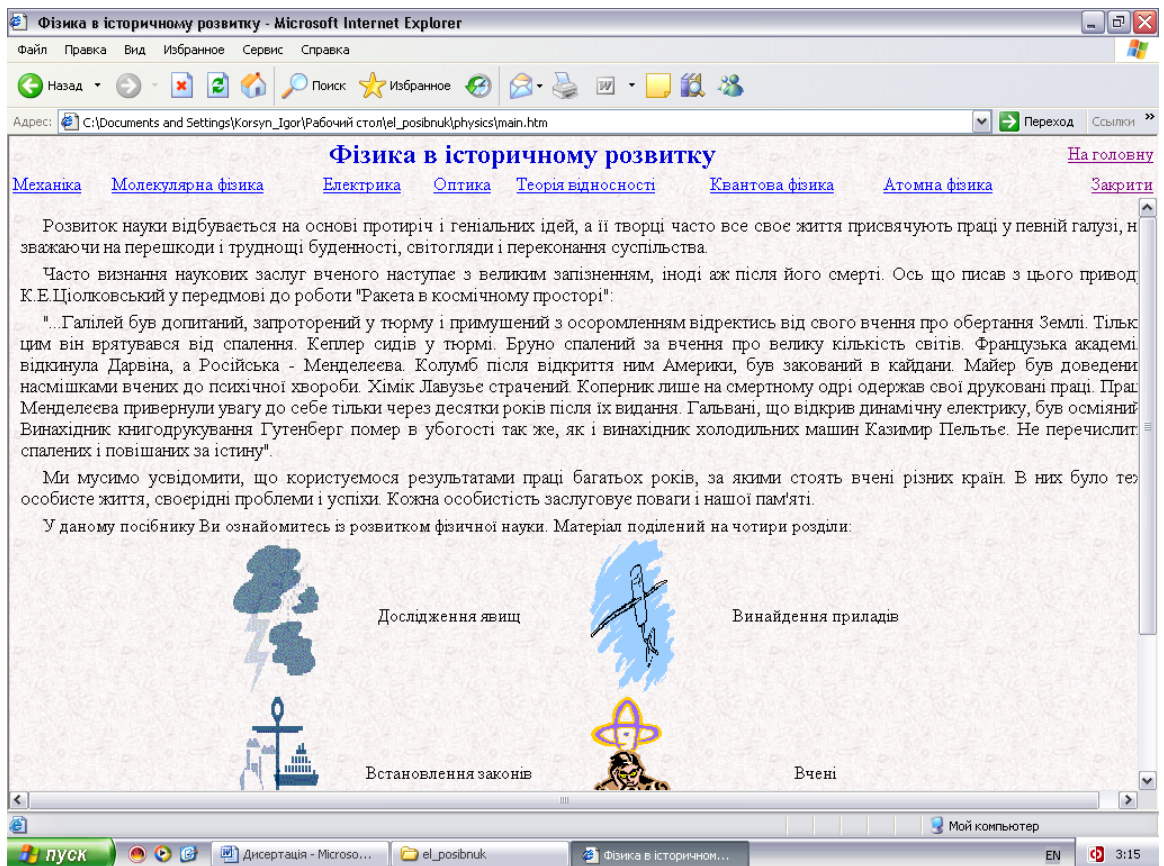 Фізика в історичному розвитку - Microsoft Internet Explorer
Файл Правка Вид Избранное Сервис Справка
Назад Поиск Избранное
Адрес: C:\Documents and Settings\Korsyn_Igor\Рабочий стол\el_posibnuk\physics\main.htm Переход Ссылки »
Фізика в історичному розвитку На головну
Механіка Молекулярна фізика Електрика Оптика Теорія відносності Квантова фізика Атомна фізика Закрити
Розвиток науки відбувається на основі протиріч і геніальних ідей, а її творці часто все своє життя присвячують праці у певній галузі, н
зважаючи на перешкоди і труднощі буденності, світогляди і переконання суспільства.
Часто визнання наукових заслуг вченого наступає з великим запізненням, іноді аж після його смерті. Ось що писав з цього привод
К.Е.Ціолковський у передмові до роботи "Ракета в космічному просторі":
"...Галілей був допитаний, запроторений у тюрму і примушений з осоромленням відректись від свого вчення про обертання Землі. Тільк
цим він врятувався від спалення. Кеплер сидів у тюрмі. Бруно спалений за вчення про велику кількість світів. Французька академі
відкинула Дарвіна, а Російська - Менделєєва. Колумб після відкриття ним Америки, був закований в кайдани. Майєр був доведени
насмішками вчених до психічної хвороби. Хімік Лавузьє страчений. Коперник лише на смертному одрі одержав свої друковані праці. Прац
Менделєєва привернули увагу до себе тільки через десятки років після їх видання. Гальвані, що відкрив динамічну електрику, був осміяний
Винахідник книгодрукування Гутенберг помер в убогості так же, як і винахідник холодильних машин Казимир Пельтьє. Не перечислит
спалених і повішаних за істину".
Ми мусимо усвідомити, що користуємося результатами праці багатьох років, за якими стоять вчені різних країн. В них було те
особисте життя, своєрідні проблеми і успіхи. Кожна особистість заслуговує поваги і нашої пам'яті.
У даному посібнику Ви ознайомитесь із розвитком фізичної науки. Матеріал поділений на чотири розділи:
Дослідження явищ Винайдення приладів
Встановлення законів Вчені
Мой компьютер
пуск Дисертація - Microso... el_posibnuk Фізика в історичном... EN 3:15